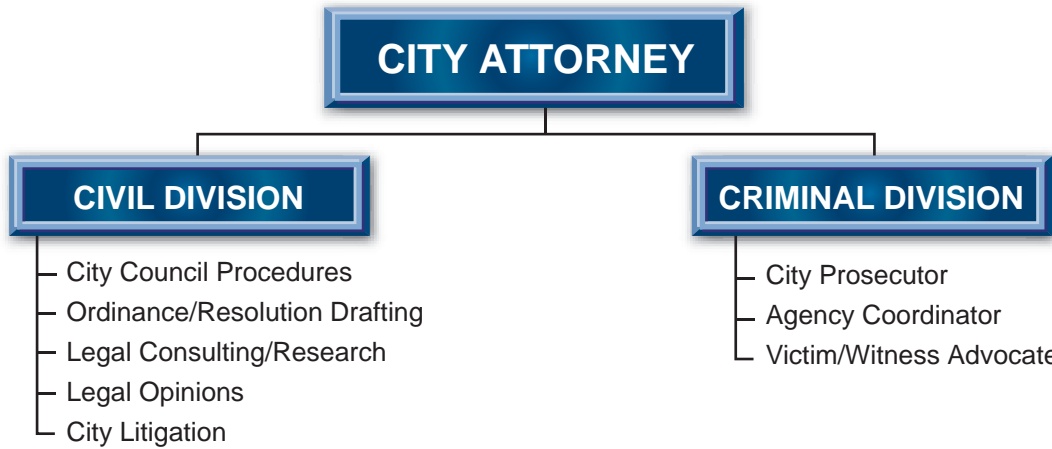 CITY ATTORNEY
CIVIL DIVISION
City Council Procedures
Ordinance/Resolution Drafting
Legal Consulting/Research
Legal Opinions
City Litigation
CRIMINAL DIVISION
City Prosecutor
Agency Coordinator
Victim/Witness Advocate